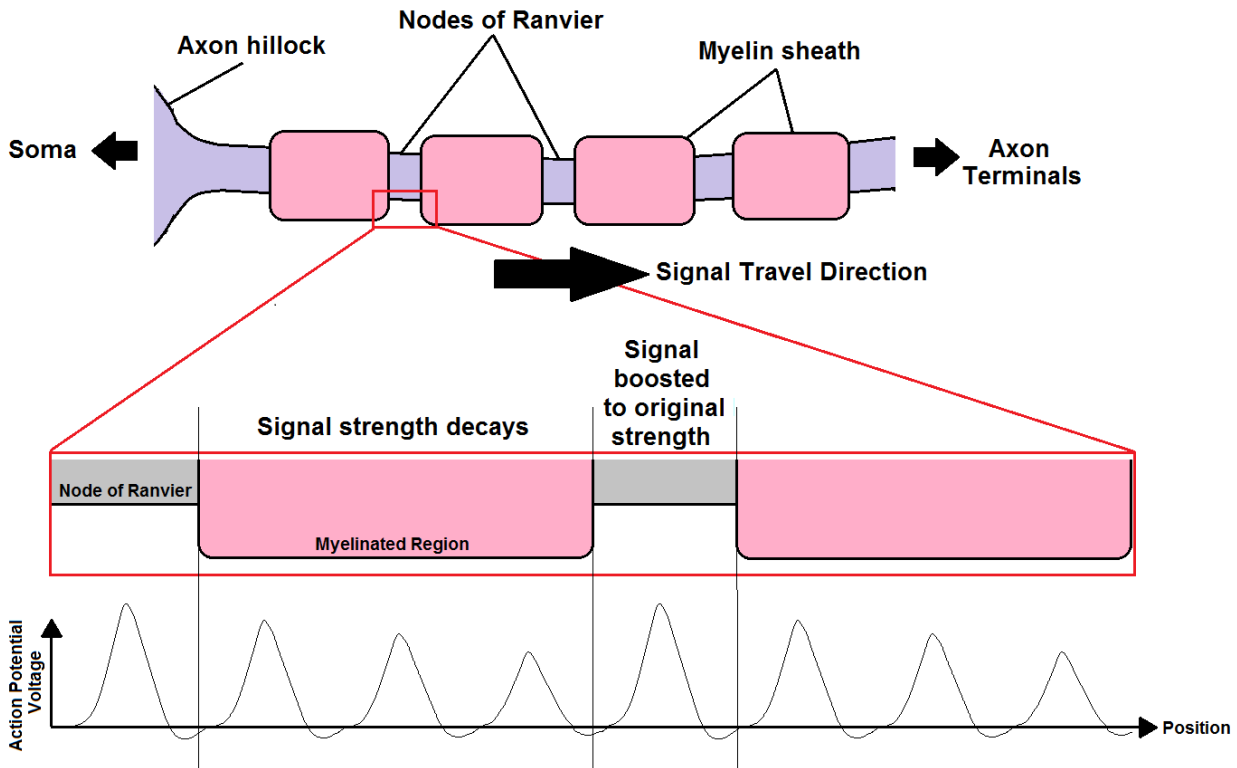 Nodes of Ranvier
Axon hillock
Myelin sheath
Soma
Axon
Terminals
Signal Travel Direction
Signal
boosted
to original
strength
Signal strength decays
Node of Ranvier
Myelinated Region
Action Potential
Voltage
Position